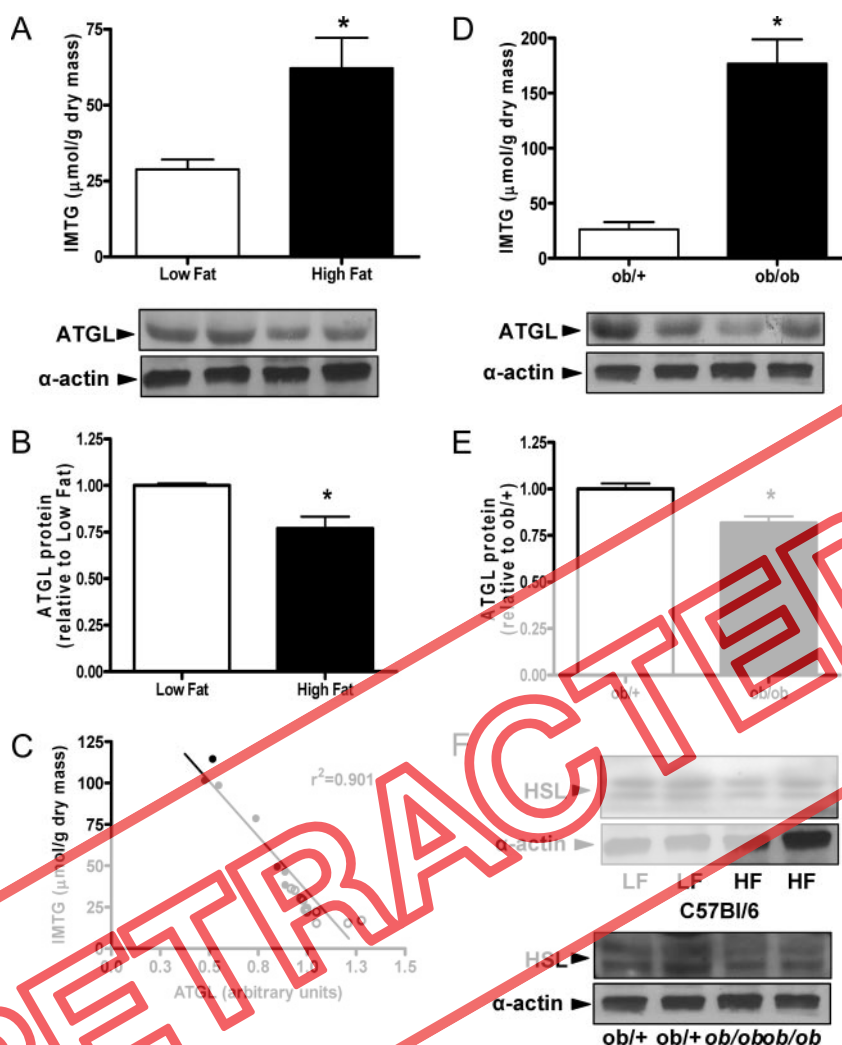 A
*
75
50
25
0
IMTG (μmol/g dry mass)
Low Fat
High Fat
ATGL
α-actin
B
1.25
1.00
0.75
0.50
0.25
0.00
ATGL protein
(relative to Low Fat)
*
Low Fat
High Fat
C
125
100
75
50
25
0
IMTG (μmol/g dry mass)
r²=0.901
0.0 0.3 0.5 0.8 1.0 1.3 1.5
ATGL (arbitrary units)
D
*
200
150
100
50
0
IMTG (μmol/g dry mass)
ob/+
ob/ob
ATGL
α-actin
E
1.25
1.00
0.75
0.50
0.25
0.00
ATGL protein
(relative to ob/+)
*
ob/+
ob/ob
F
HSL
α-actin
LF LF HF HF
C57Bl/6
HSL
α-actin
ob/+ ob/+ ob/ob ob/ob
RETRACTED